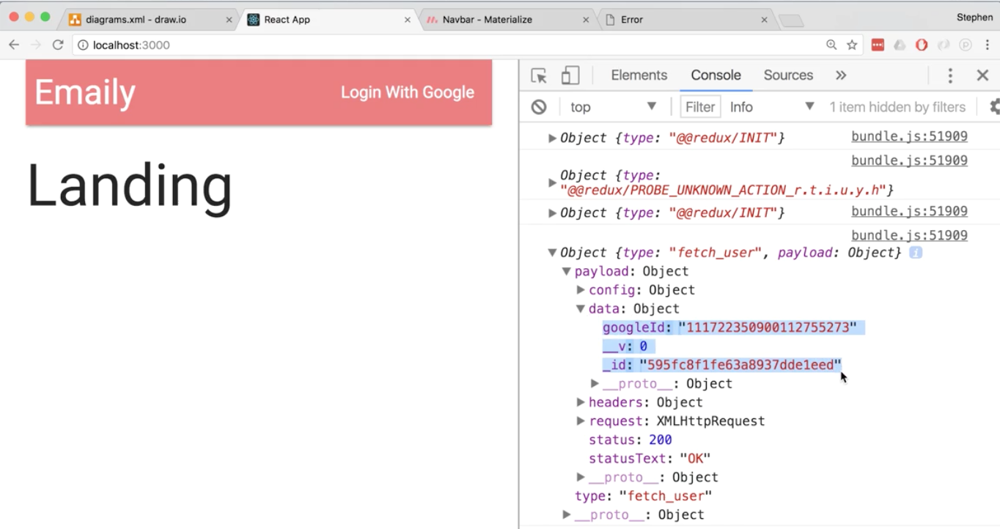 diagrams.xml - draw.io
React App
Navbar - Materialize
Error
Stephen
localhost:3000
Emaily
Login With Google
Landing
Elements Console Sources
top Filter Info 1 item hidden by filters
Object {type: "@@redux/INIT"} bundle.js:51909
bundle.js:51909
Object {type:
"@@redux/PROBE_UNKNOWN_ACTION_r.t.i.u.y.h"}
Object {type: "@@redux/INIT"} bundle.js:51909
bundle.js:51909
Object {type: "fetch_user", payload: Object}
payload: Object
config: Object
data: Object
googleId: "111722350900112755273"
__v: 0
_id: "595fc8f1fe63a8937dde1eed"
__proto__: Object
headers: Object
request: XMLHttpRequest
status: 200
statusText: "OK"
__proto__: Object
type: "fetch_user"
__proto__: Object